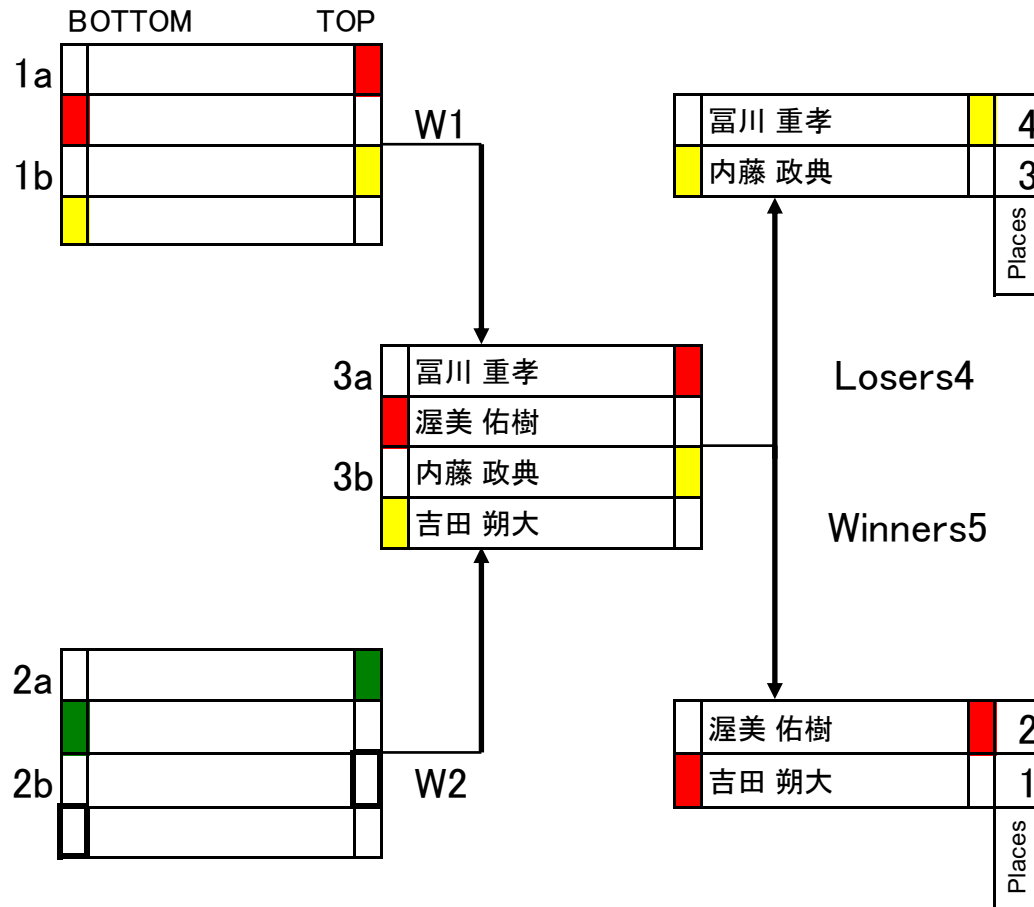 BOTTOM TOP
1a
W1
1b
冨川 重孝 4
内藤 政典 3
Places
3a 冨川 重孝
渥美 佑樹
3b 内藤 政典
吉田 朔大
Losers4
Winners5
2a
2b
W2
渥美 佑樹 2
吉田 朔大 1
Places